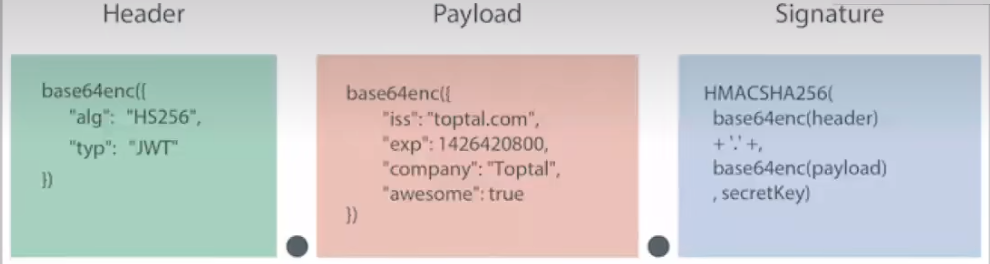 Header
base64enc({
"alg": "HS256",
"typ": "JWT"
})
Payload
base64enc({
"iss": "toptal.com",
"exp": 1426420800,
"company": "Toptal",
"awesome": true
})
Signature
HMACSHA256(
base64enc(header)
+ '.' +,
base64enc(payload)
, secretKey)